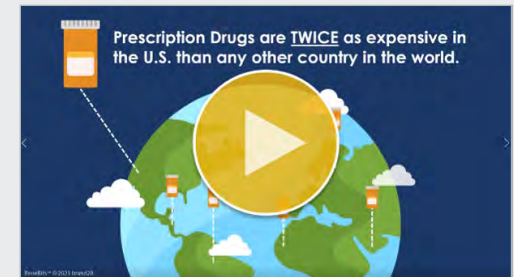 Prescription Drugs are TWICE as expensive in
the U.S. than any other country in the world.